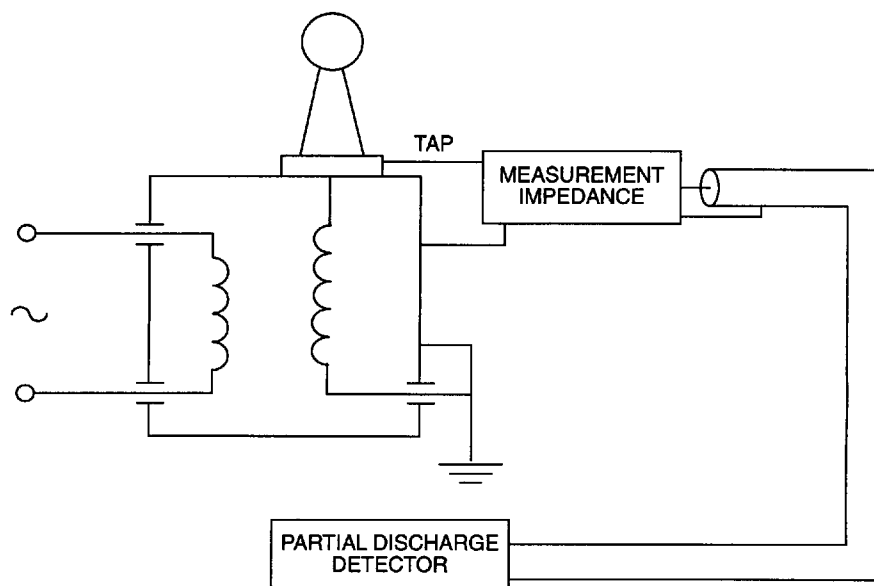 TAP
MEASUREMENT
IMPEDANCE
PARTIAL DISCHARGE
DETECTOR